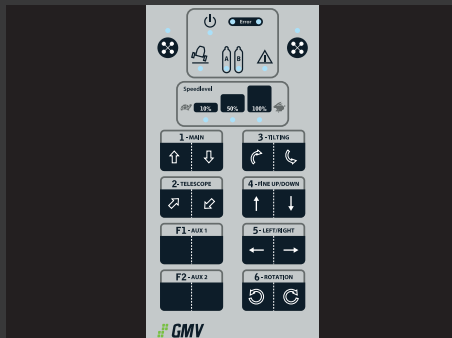 Error
A B
Speedlevel
10% 50% 100%
1 - MAIN
3 - TILTING
2 - TELESCOPE
4 - FINE UP/DOWN
F1 - AUX 1
5 - LEFT/RIGHT
F2 - AUX 2
6 - ROTATION
GMV